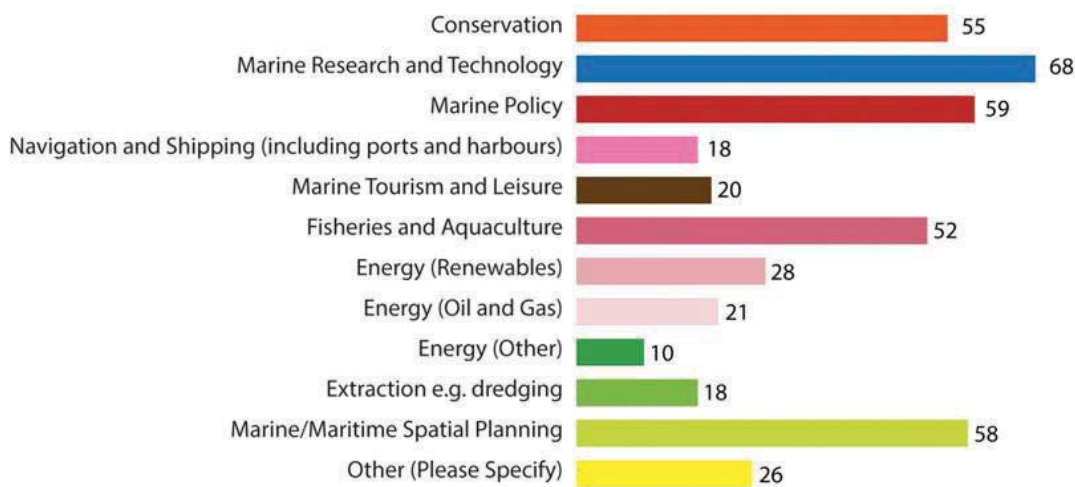 Conservation 55
Marine Research and Technology 68
Marine Policy 59
Navigation and Shipping (including ports and harbours) 18
Marine Tourism and Leisure 20
Fisheries and Aquaculture 52
Energy (Renewables) 28
Energy (Oil and Gas) 21
Energy (Other) 10
Extraction e.g. dredging 18
Marine/Maritime Spatial Planning 58
Other (Please Specify) 26